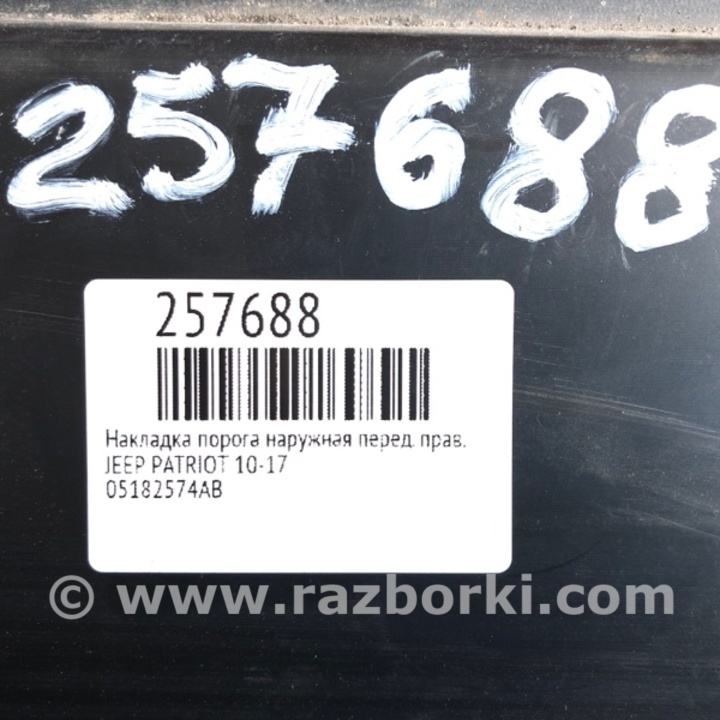 257688
257688
Накладка порога наружная перед. прав.
JEEP PATRIOT 10-17
05182574AB
© www.razborki.com